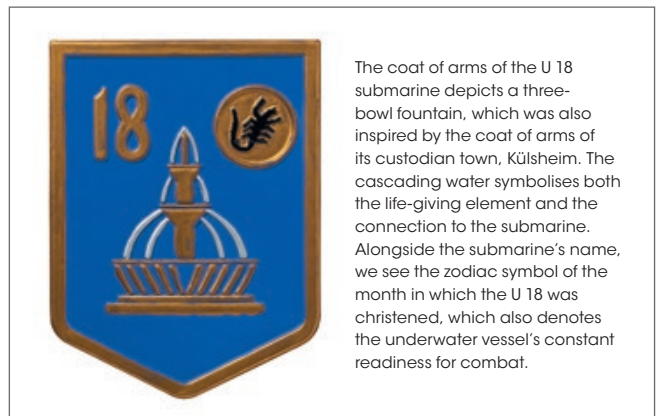 18
The coat of arms of the U 18
submarine depicts a three-
bowl fountain, which was also
inspired by the coat of arms of
its custodian town, Külsheim. The
cascading water symbolises both
the life-giving element and the
connection to the submarine.
Alongside the submarine's name,
we see the zodiac symbol of the
month in which the U 18 was
christened, which also denotes
the underwater vessel's constant
readiness for combat.